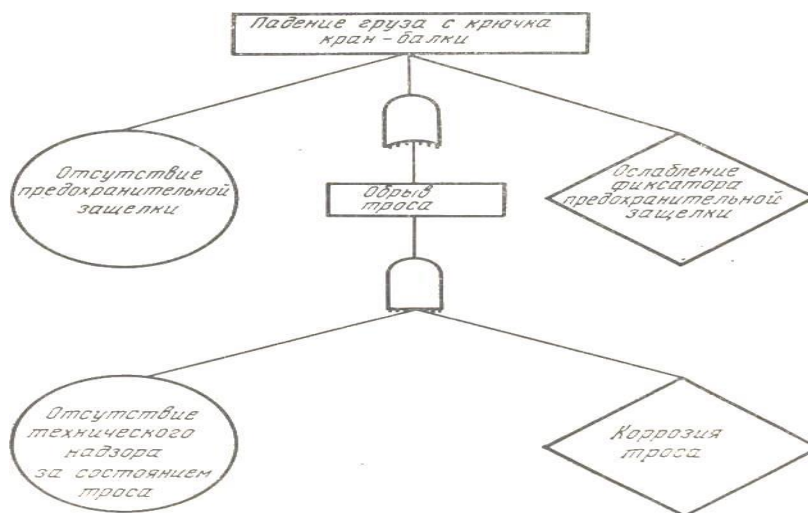 Падение груза с крючка
кран-балки
Отсутствие
предохранительной
защелки
Обрыв
троса
Ослабление
фиксатора
предохранительной
защелки
Отсутствие
технического
надзора
за состоянием
троса
Коррозия
троса